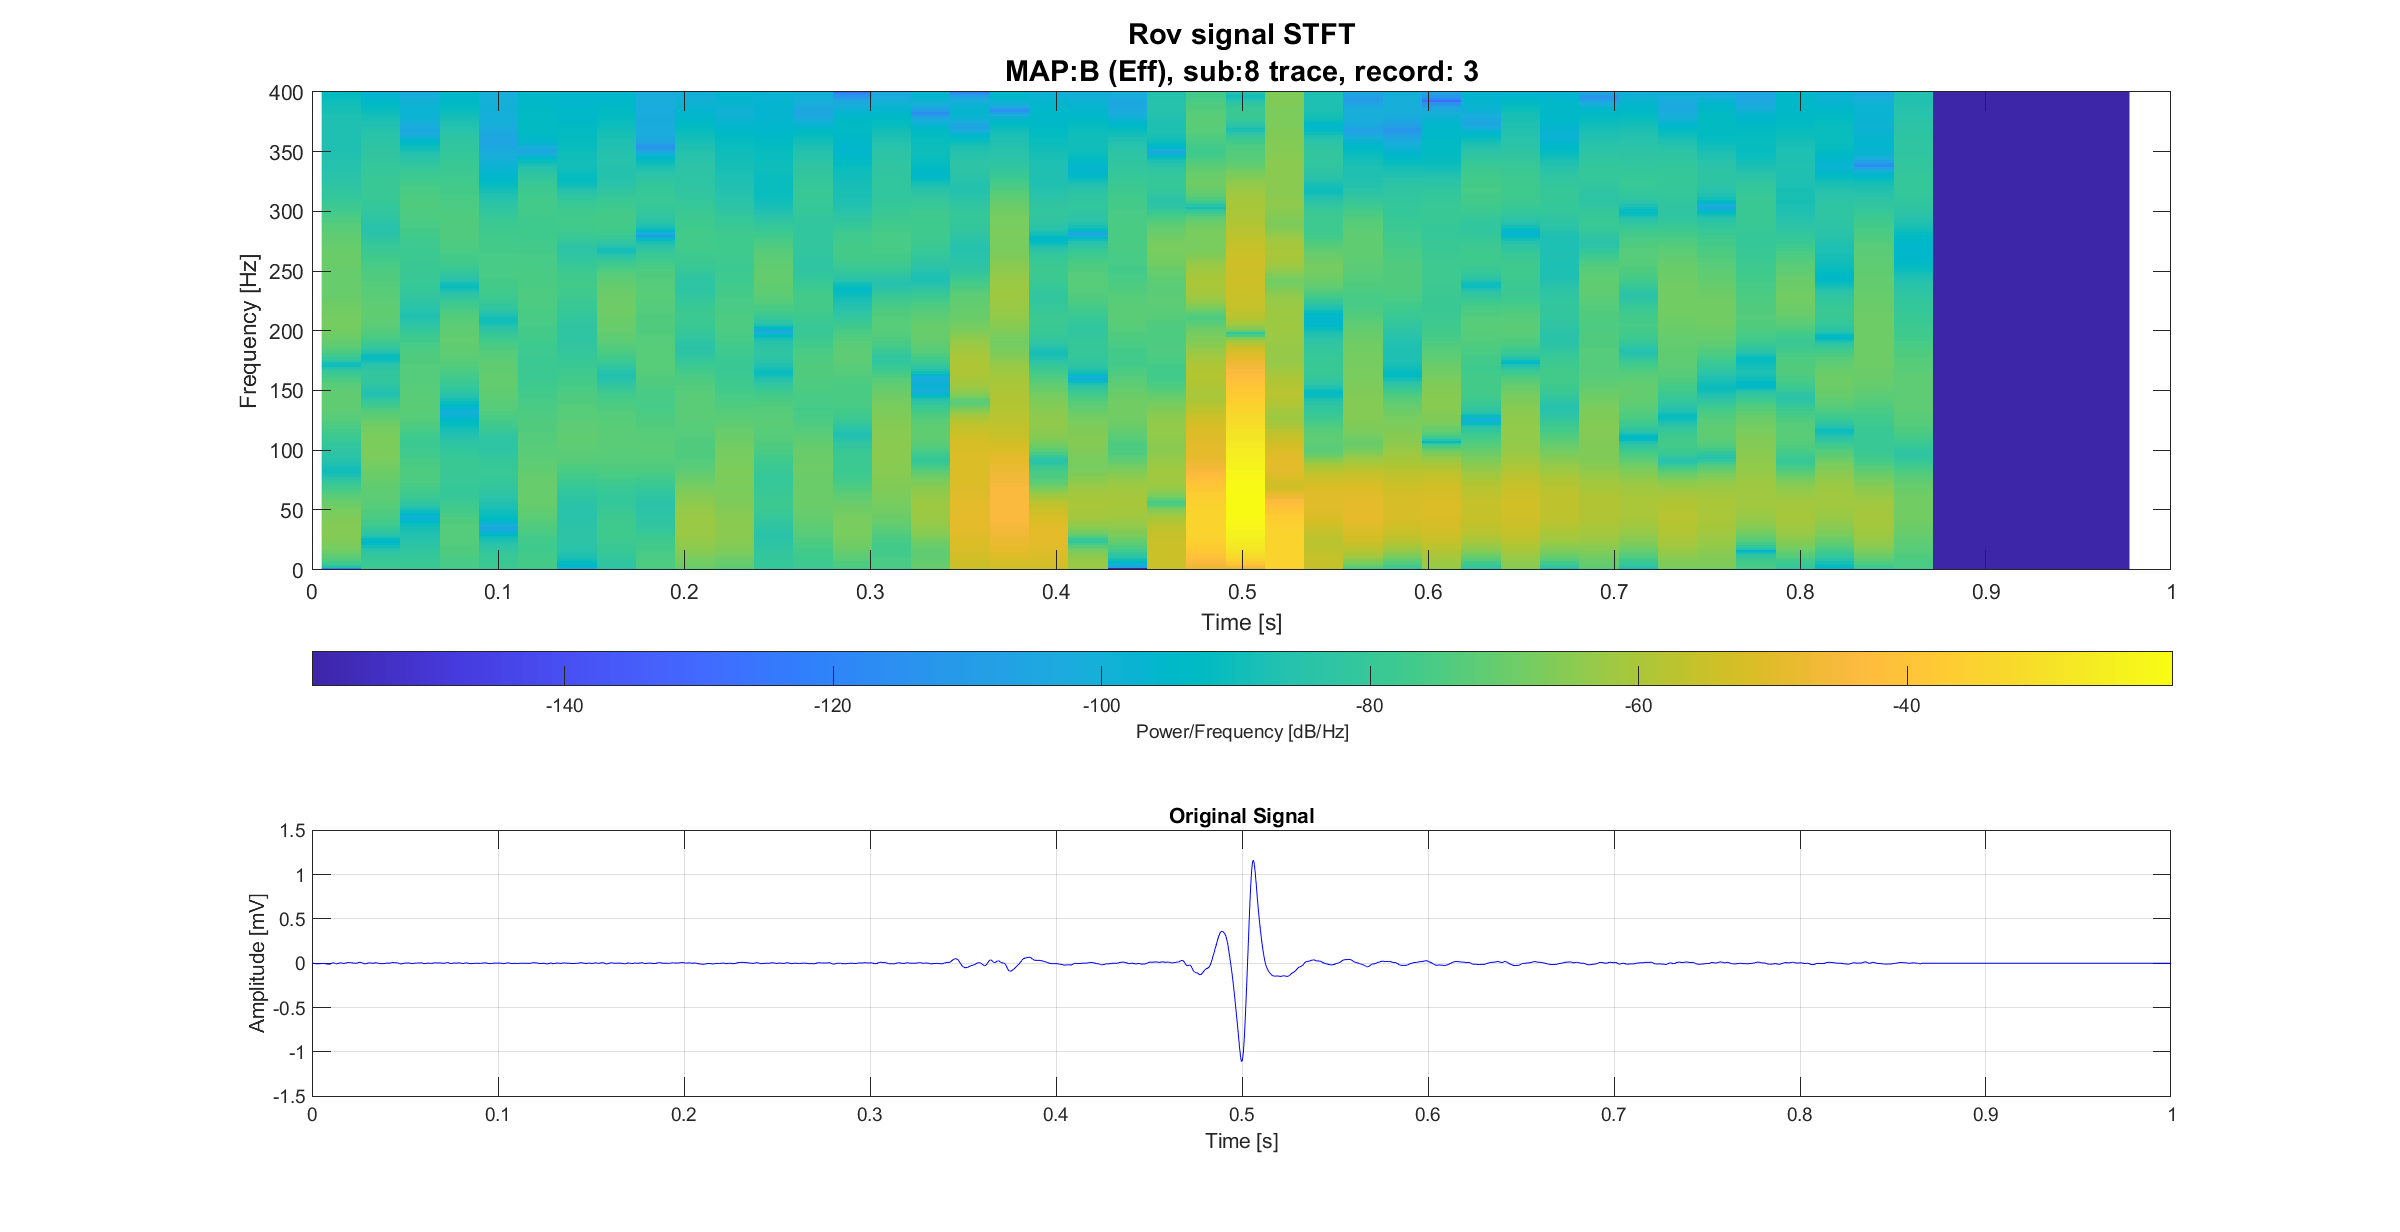 Rov signal STFT
MAP:B (Eff), sub:8 trace, record: 3
Frequency [Hz]
400
350
300
250
200
150
100
50
0
0 0.1 0.2 0.3 0.4 0.5 0.6 0.7 0.8 0.9 1
Time [s]
-140 -120 -100 -80 -60 -40
Power/Frequency [dB/Hz]
Original Signal
Amplitude [mV]
1.5
1
0.5
0
-0.5
-1
-1.5
0 0.1 0.2 0.3 0.4 0.5 0.6 0.7 0.8 0.9 1
Time [s]